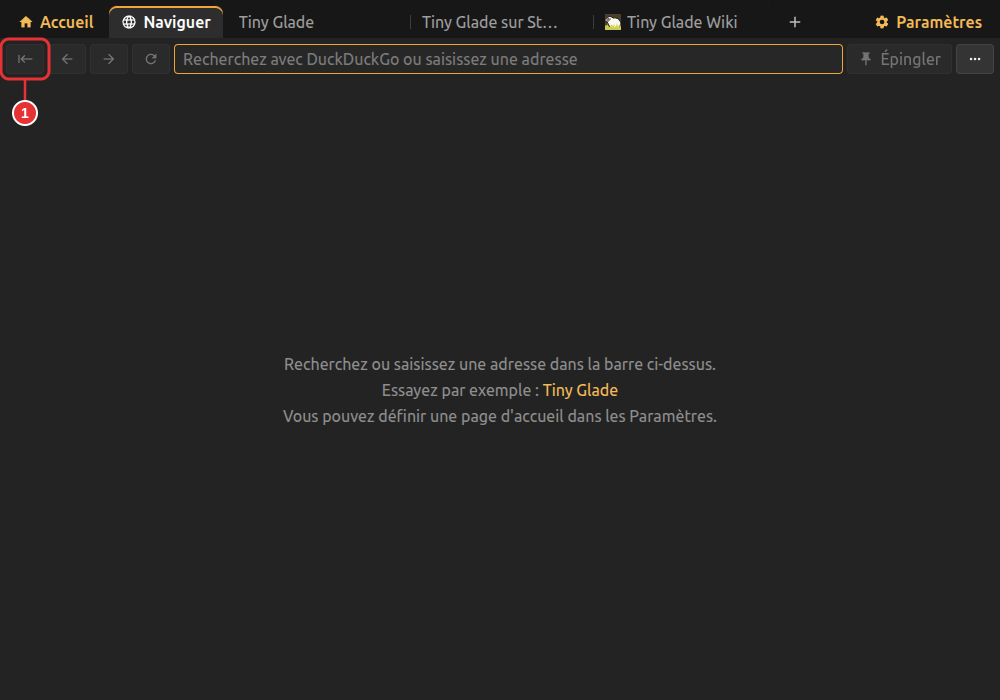 Accueil Naviguer Tiny Glade Tiny Glade sur St… Tiny Glade Wiki + Paramètres
Recherchez avec DuckDuckGo ou saisissez une adresse Épingler ...
1
Recherchez ou saisissez une adresse dans la barre ci-dessus.
Essayez par exemple : Tiny Glade
Vous pouvez définir une page d'accueil dans les Paramètres.